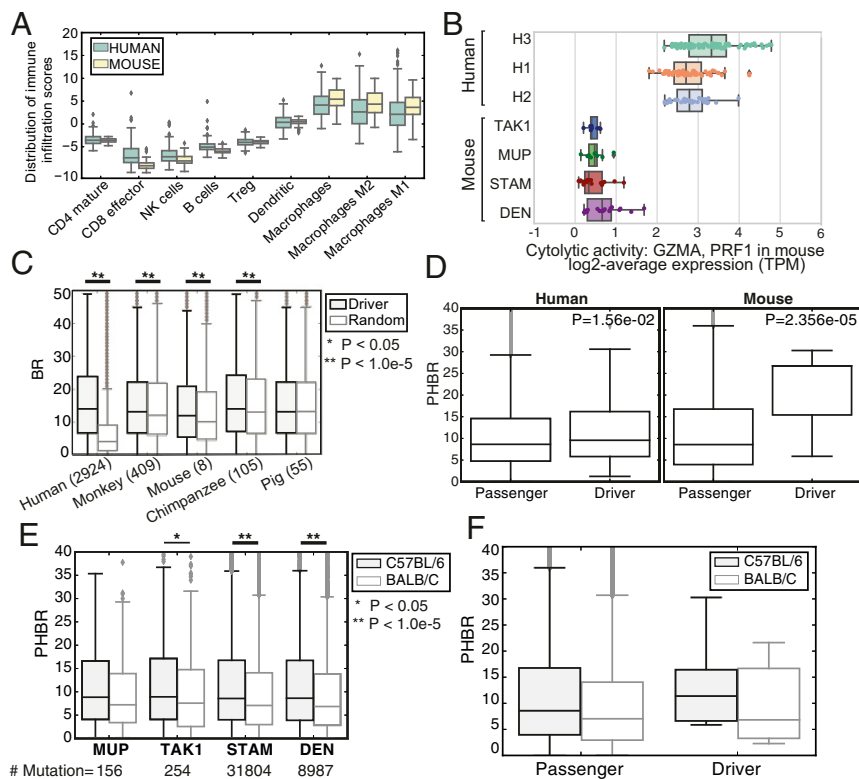 A
Distribution of immune
infiltration scores
25
20
15
10
5
0
−5
−10
HUMAN
MOUSE
CD4 mature
CD8 effector
NK cells
B cells
Treg
Dendritic
Macrophages
Macrophages M2
Macrophages M1
B
Human
H3
H1
H2
Mouse
TAK1
MUP
STAM
DEN
−1 0 1 2 3 4 5 6
Cytolytic activity: GZMA, PRF1 in mouse
log2-average expression (TPM)
C
** ** ** **
BR
50
40
30
20
10
0
Driver
Random
* P < 0.05
** P < 1.0e-5
Human (2924)
Monkey (409)
Mouse (8)
Chimpanzee (105)
Pig (55)
D
Human Mouse
P=1.56e-02 P=2.356e-05
PHBR
40
35
30
25
20
15
10
5
0
Passenger Driver Passenger Driver
E
* ** **
PHBR
40
35
30
25
20
15
10
5
0
C57BL/6
BALB/C
* P < 0.05
** P < 1.0e-5
MUP TAK1 STAM DEN
# Mutation= 156 254 31804 8987
F
PHBR
40
35
30
25
20
15
10
5
0
C57BL/6
BALB/C
Passenger Driver